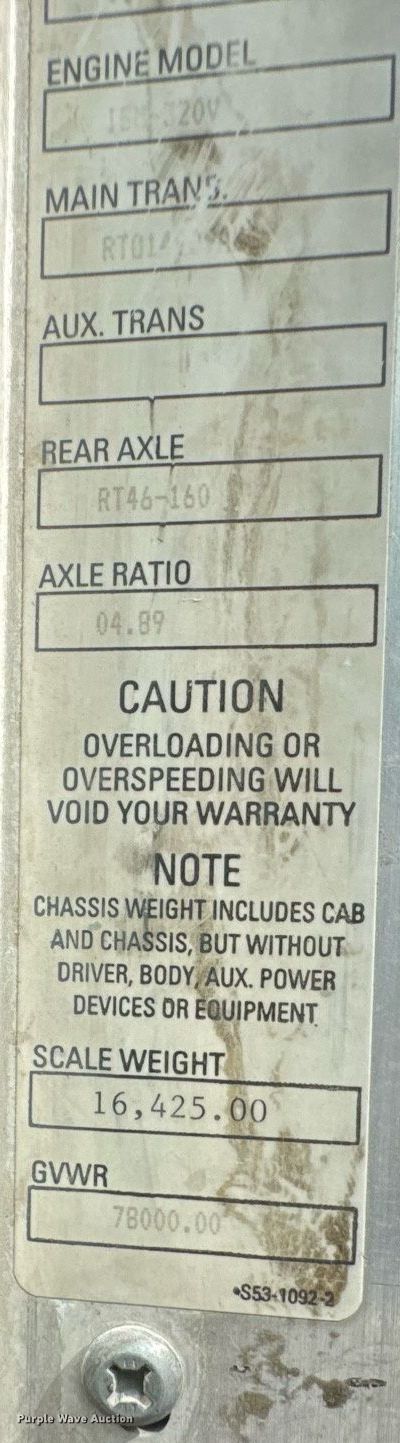 ENGINE MODEL
MAIN TRANS.
AUX. TRANS
REAR AXLE
RT46-160
AXLE RATIO
04.89
CAUTION
OVERLOADING OR
OVERSPEEDING WILL
VOID YOUR WARRANTY
NOTE
CHASSIS WEIGHT INCLUDES CAB
AND CHASSIS, BUT WITHOUT
DRIVER, BODY, AUX. POWER
DEVICES OR EQUIPMENT.
SCALE WEIGHT
16,425.00
GVWR
78000.00
•S53-1092-2
Purple Wave Auction